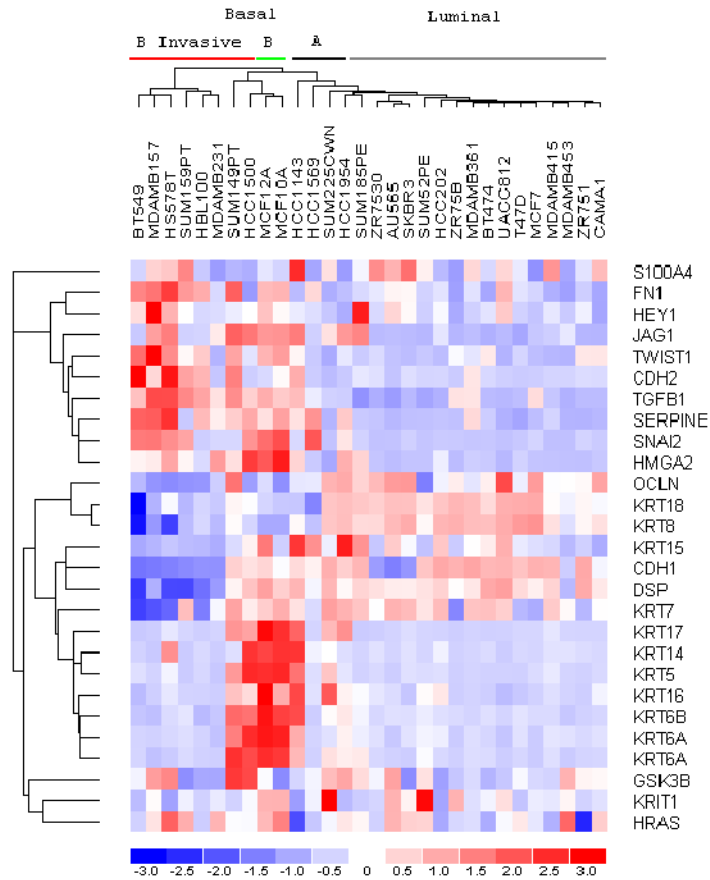 Basal Luminal
B Invasive B A
BT549
MDAMB157
HS578T
SUM159PT
HBL100
MDAMB231
SUM149PT
HCC1500
MCF12A
MCF10A
HCC1143
HCC1569
SUM225CWN
HCC1954
SUM185PE
ZR7530
AU565
SKBR3
SUM52PE
HCC202
ZR75B
MDAMB361
BT474
UACC812
T47D
MCF7
MDAMB415
MDAMB453
ZR751
CAMA1
S100A4
FN1
HEY1
JAG1
TWIST1
CDH2
TGFB1
SERPINE
SNAI2
HMGA2
OCLN
KRT18
KRT8
KRT15
CDH1
DSP
KRT7
KRT17
KRT14
KRT5
KRT16
KRT6B
KRT6A
KRT6A
GSK3B
KRIT1
HRAS
-3.0 -2.5 -2.0 -1.5 -1.0 -0.5 0 0.5 1.0 1.5 2.0 2.5 3.0